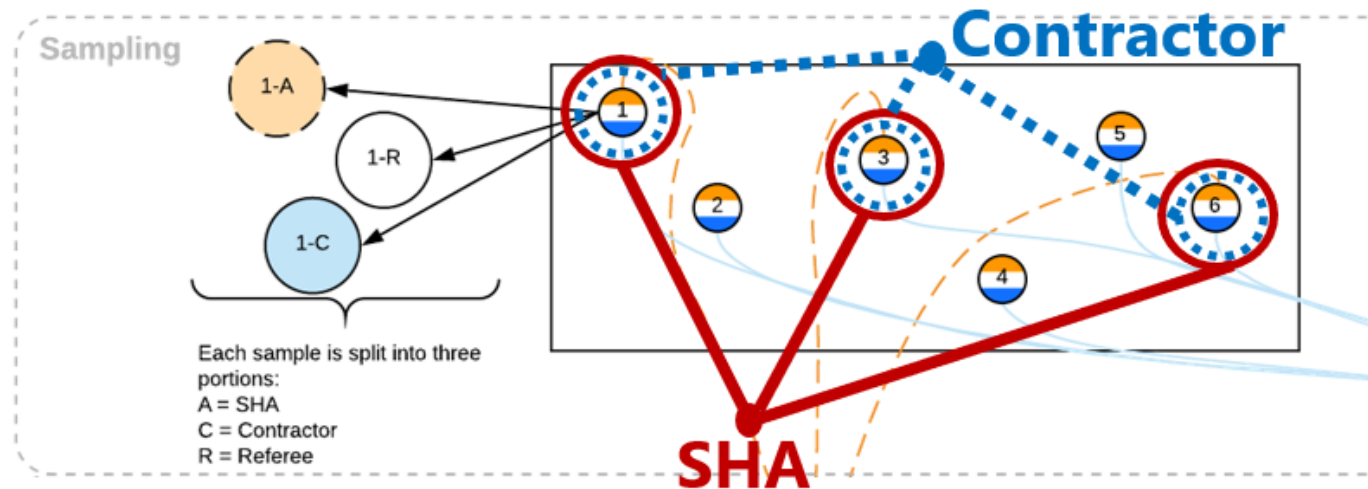 Sampling
Contractor
1-A
1
1-R
3
5
2
6
1-C
4
Each sample is split into three
portions:
A = SHA
C = Contractor
R = Referee
SHA